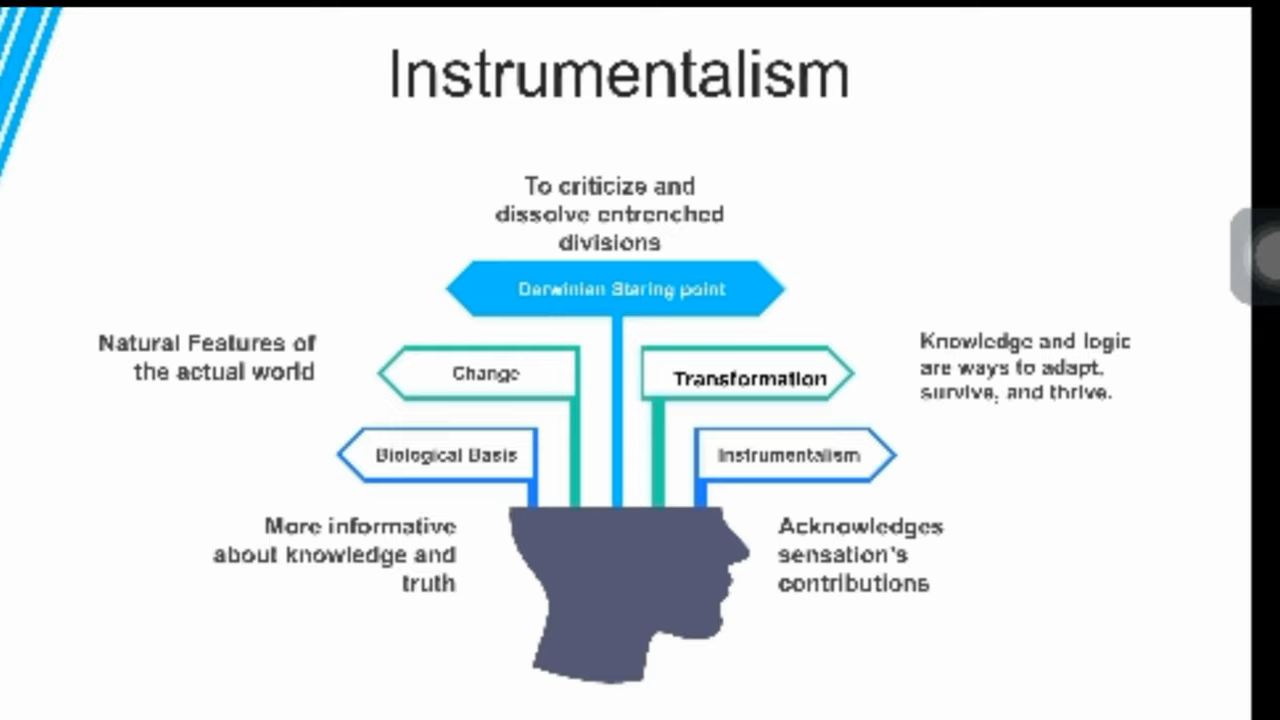 Instrumentalism
To criticize and
dissolve entrenched
divisions
Darwinian Staring point
Natural Features of
the actual world
Change
Transformation
Knowledge and logic
are ways to adapt,
survive, and thrive.
Biological Basis
Instrumentalism
More informative
about knowledge and
truth
Acknowledges
sensation's
contributions